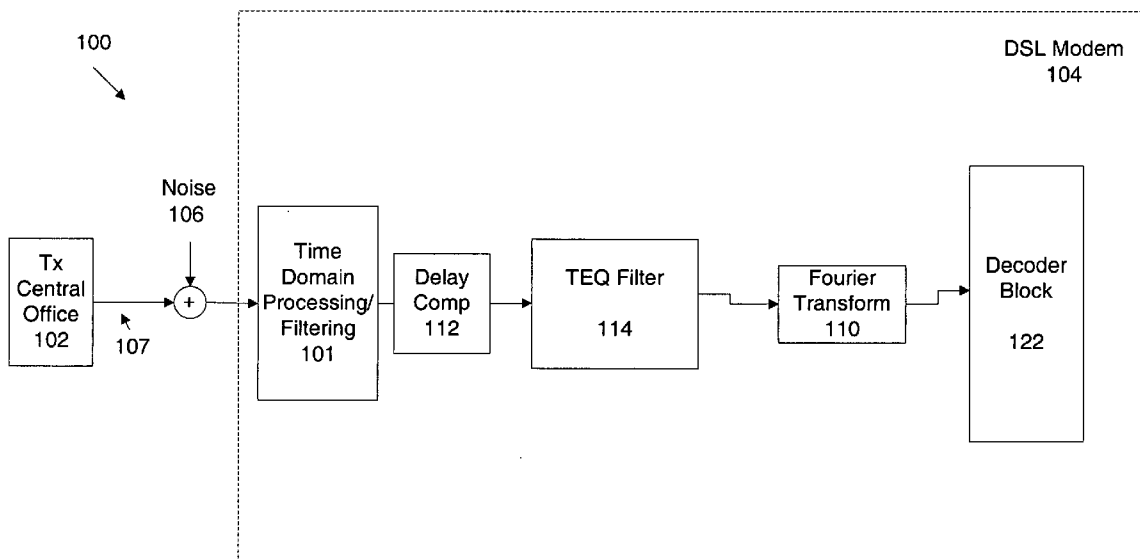 100
DSL Modem
104
Noise
106
+
Tx
Central
Office
102
107
Time
Domain
Processing/
Filtering
101
Delay
Comp
112
TEQ Filter
114
Fourier
Transform
110
Decoder
Block
122